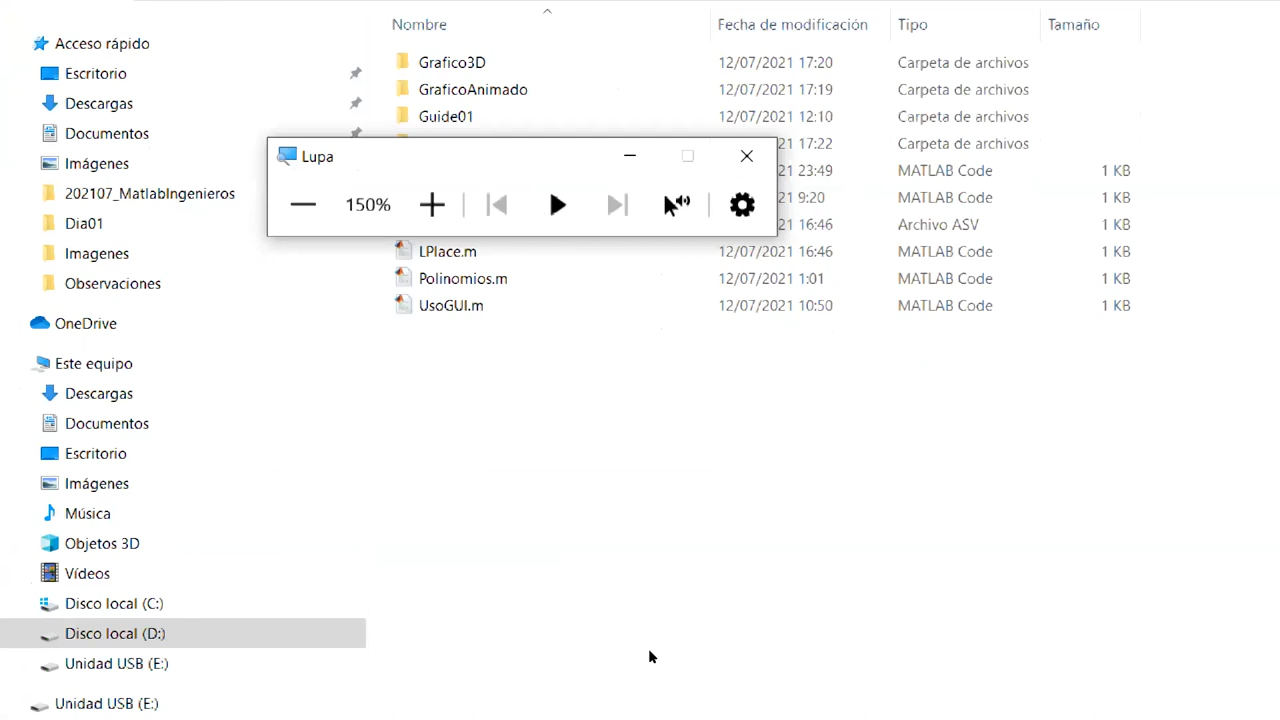 Nombre Fecha de modificación Tipo Tamaño
Acceso rápido
Escritorio
Descargas
Documentos
Imágenes
202107_MatlabIngenieros
Dia01
Imagenes
Observaciones
OneDrive
Este equipo
Descargas
Documentos
Escritorio
Imágenes
Música
Objetos 3D
Vídeos
Disco local (C:)
Disco local (D:)
Unidad USB (E:)
Unidad USB (E:)
Grafico3D 12/07/2021 17:20 Carpeta de archivos
GraficoAnimado 12/07/2021 17:19 Carpeta de archivos
Guide01 12/07/2021 12:10 Carpeta de archivos
21 17:22 Carpeta de archivos
21 23:49 MATLAB Code 1 KB
21 9:20 MATLAB Code 1 KB
21 16:46 Archivo ASV 1 KB
LPlace.m 12/07/2021 16:46 MATLAB Code 1 KB
Polinomios.m 12/07/2021 1:01 MATLAB Code 1 KB
UsoGUI.m 12/07/2021 10:50 MATLAB Code 1 KB
Lupa
150%